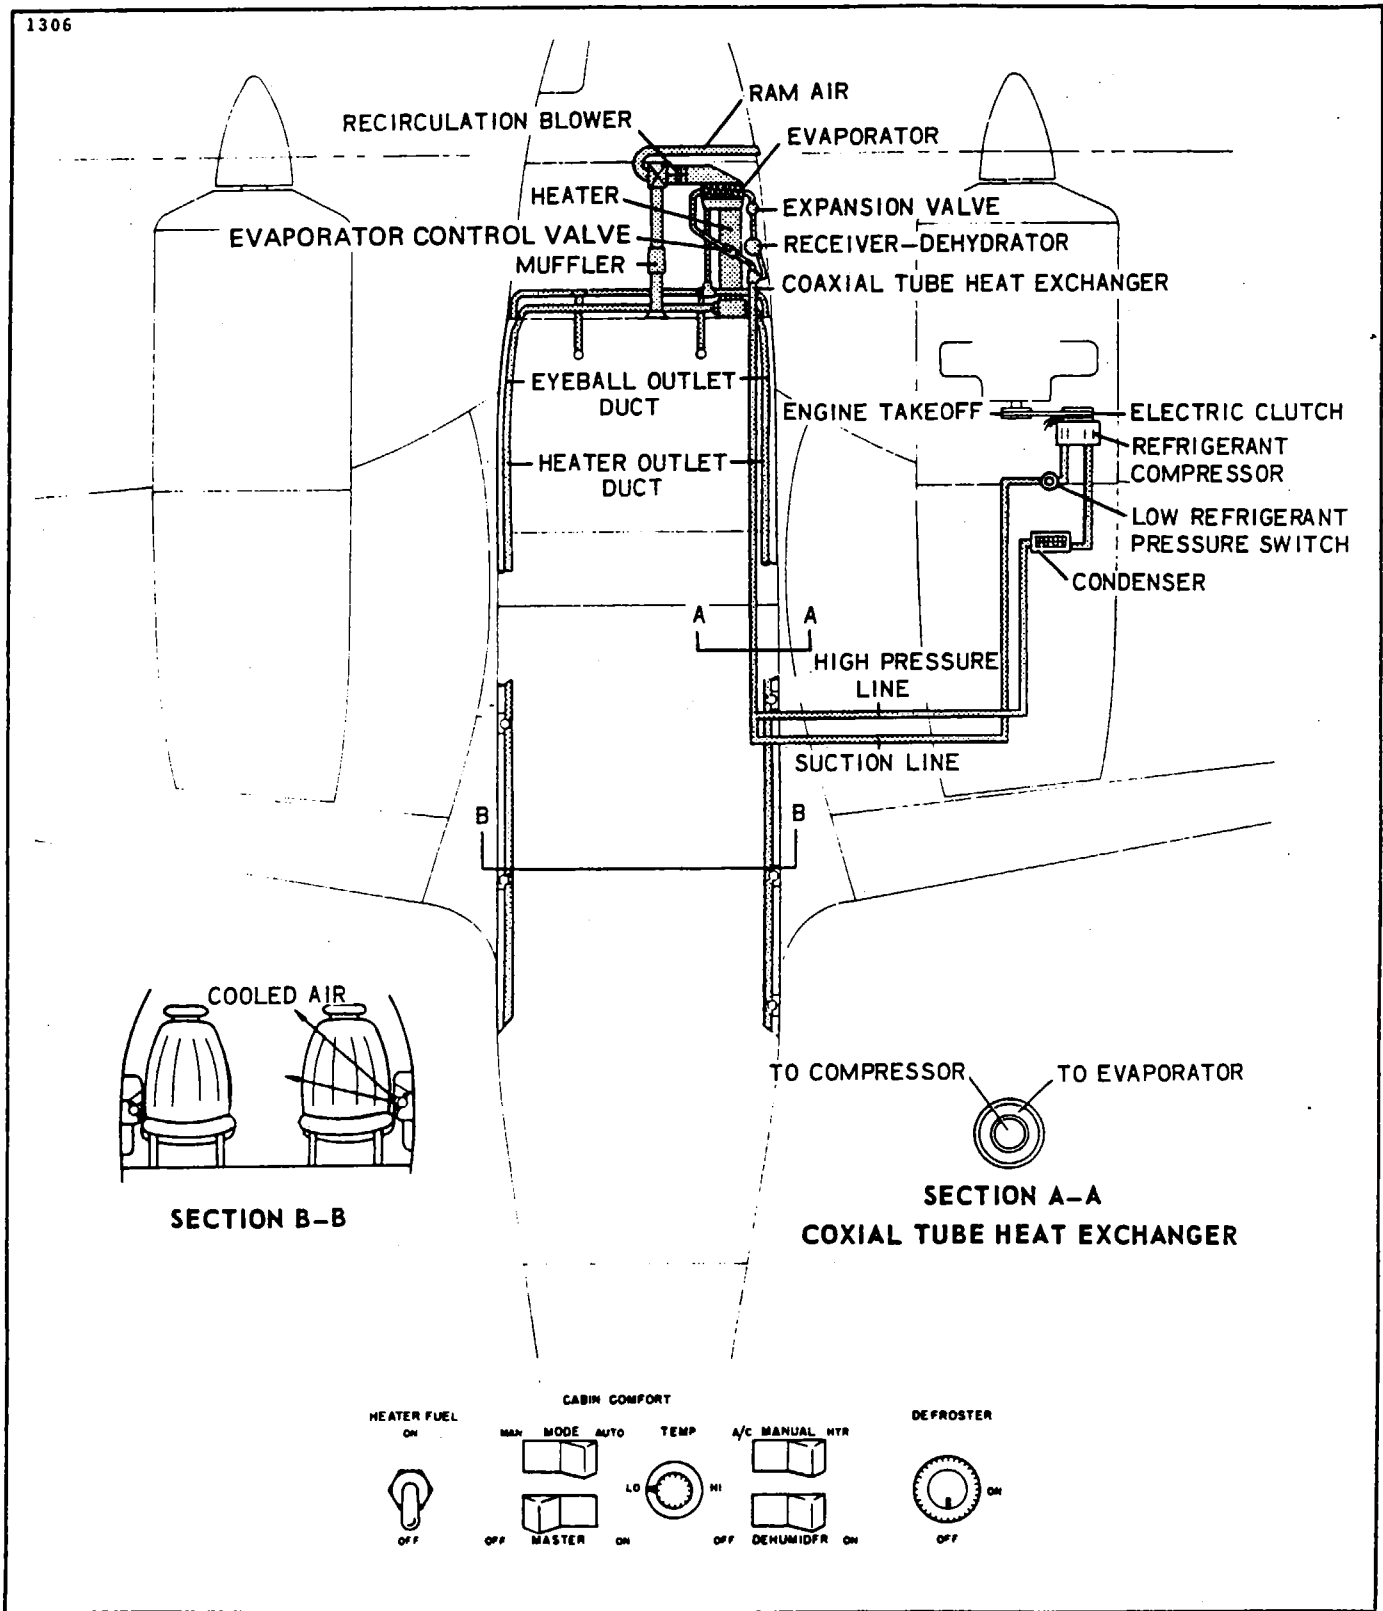 1306
RAM AIR
RECIRCULATION BLOWER
EVAPORATOR
HEATER
EXPANSION VALVE
EVAPORATOR CONTROL VALVE
RECEIVER-DEHYDRATOR
MUFFLER
COAXIAL TUBE HEAT EXCHANGER
EYEBALL OUTLET
DUCT
ENGINE TAKEOFF
ELECTRIC CLUTCH
REFRIGERANT
COMPRESSOR
HEATER OUTLET
DUCT
LOW REFRIGERANT
PRESSURE SWITCH
CONDENSER
A A
HIGH PRESSURE
LINE
SUCTION LINE
B B
COOLED AIR
TO COMPRESSOR
TO EVAPORATOR
SECTION B-B
SECTION A-A
COXIAL TUBE HEAT EXCHANGER
CABIN COMFORT
HEATER FUEL
ON
MAN MODE AUTO
TEMP
A/C MANUAL HTR
DEFROSTER
LO HI
ON
OFF
OFF MASTER ON
OFF DEHUMIDFR ON
OFF